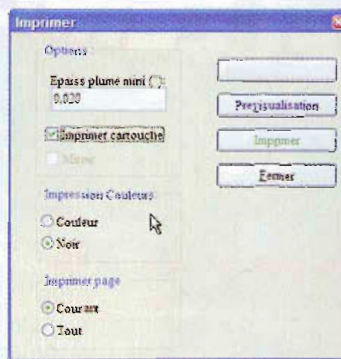 Imprimer
Options
Epaiss plume mini ():
0.020
Imprimer cartouche
Miroir
Impression Couleurs
Couleur
Noir
Imprimer page
Courant
Tout
Previsualisation
Imprimer
Fermer